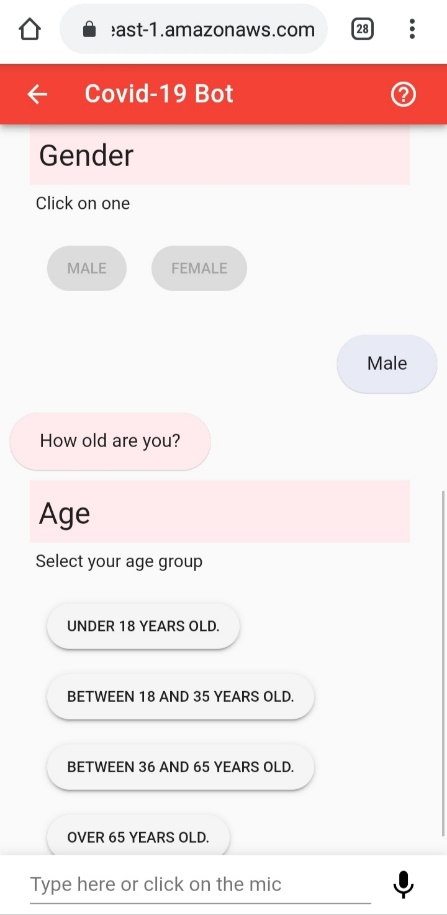 east-1.amazonaws.com
28
Covid-19 Bot
Gender
Click on one
MALE FEMALE
Male
How old are you?
Age
Select your age group
UNDER 18 YEARS OLD.
BETWEEN 18 AND 35 YEARS OLD.
BETWEEN 36 AND 65 YEARS OLD.
OVER 65 YEARS OLD.
Type here or click on the mic